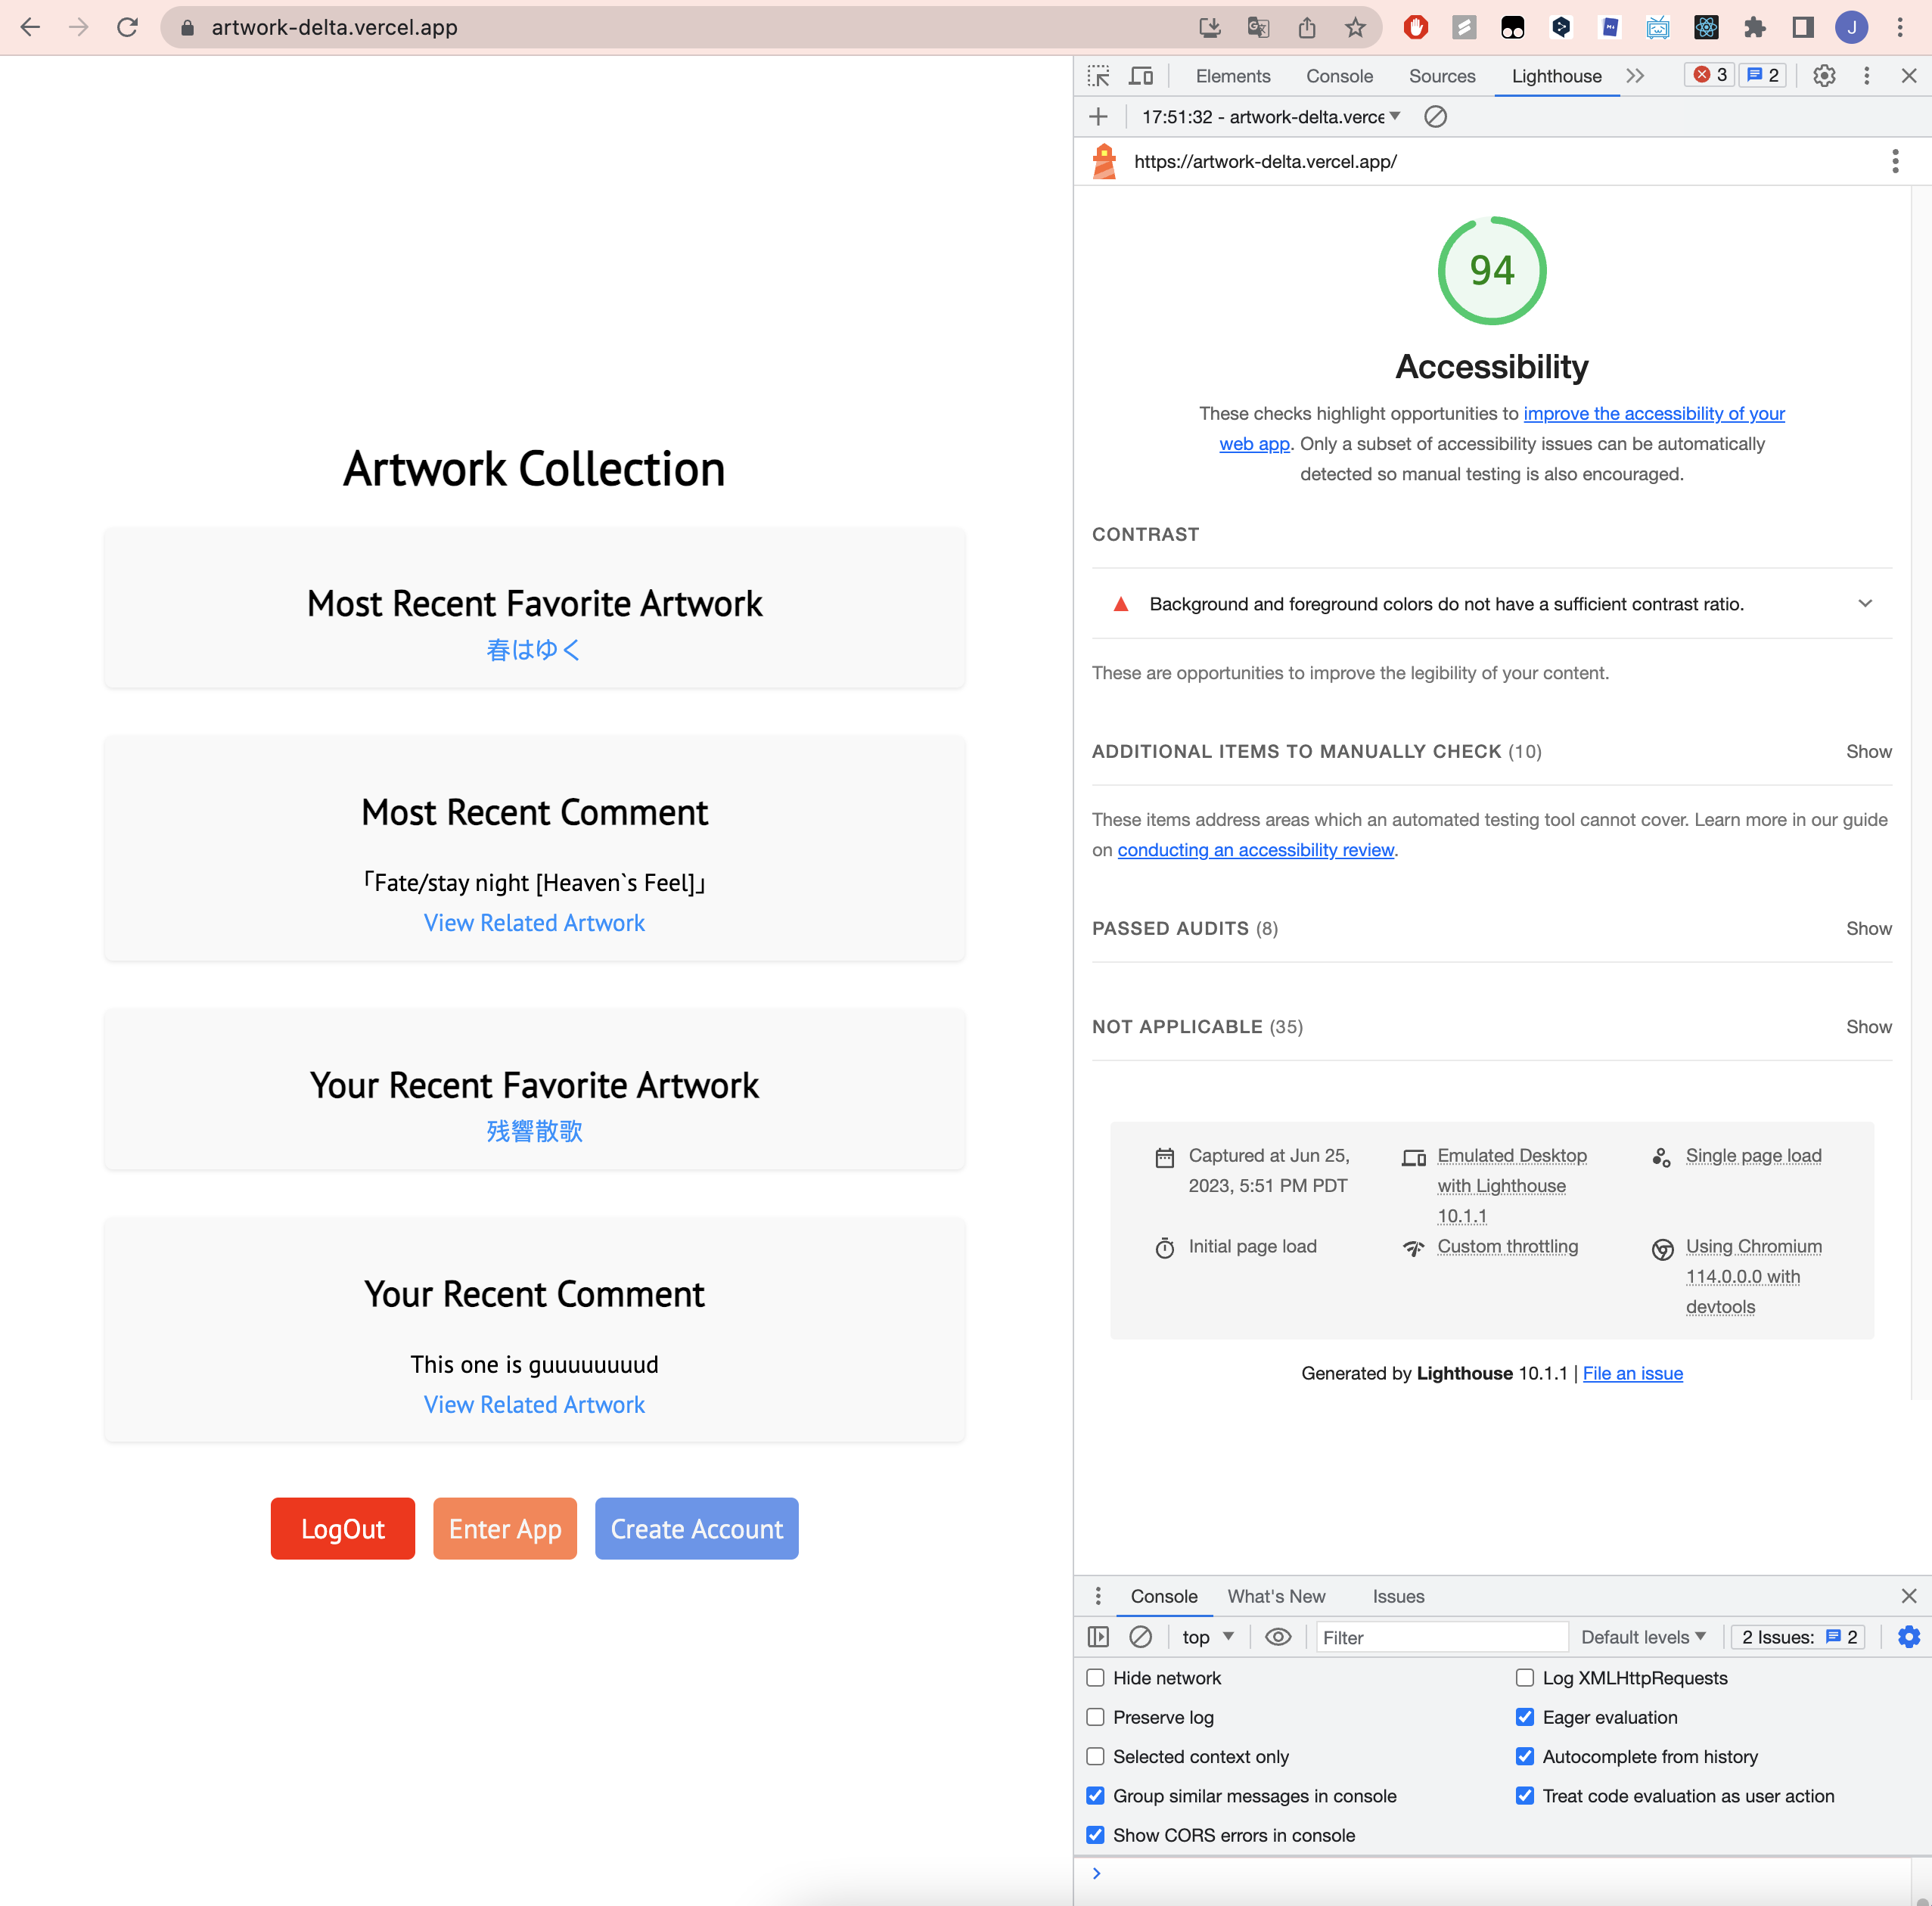 artwork-delta.vercel.app
J
Artwork Collection
Most Recent Favorite Artwork
春はゆく
Most Recent Comment
「Fate/stay night [Heaven`s Feel]」
View Related Artwork
Your Recent Favorite Artwork
残響散歌
Your Recent Comment
This one is guuuuuuuud
View Related Artwork
LogOut
Enter App
Create Account
Elements
Console
Sources
Lighthouse
3
2
17:51:32 - artwork-delta.verce
https://artwork-delta.vercel.app/
94
Accessibility
These checks highlight opportunities to improve the accessibility of your
web app. Only a subset of accessibility issues can be automatically
detected so manual testing is also encouraged.
CONTRAST
Background and foreground colors do not have a sufficient contrast ratio.
These are opportunities to improve the legibility of your content.
ADDITIONAL ITEMS TO MANUALLY CHECK (10)
Show
These items address areas which an automated testing tool cannot cover. Learn more in our guide
on conducting an accessibility review.
PASSED AUDITS (8)
Show
NOT APPLICABLE (35)
Show
Captured at Jun 25,
2023, 5:51 PM PDT
Emulated Desktop
with Lighthouse
10.1.1
Single page load
Initial page load
Custom throttling
Using Chromium
114.0.0.0 with
devtools
Generated by Lighthouse 10.1.1 | File an issue
Console
What's New
Issues
top
Filter
Default levels
2 Issues:
2
Hide network
Log XMLHttpRequests
Preserve log
Eager evaluation
Selected context only
Autocomplete from history
Group similar messages in console
Treat code evaluation as user action
Show CORS errors in console